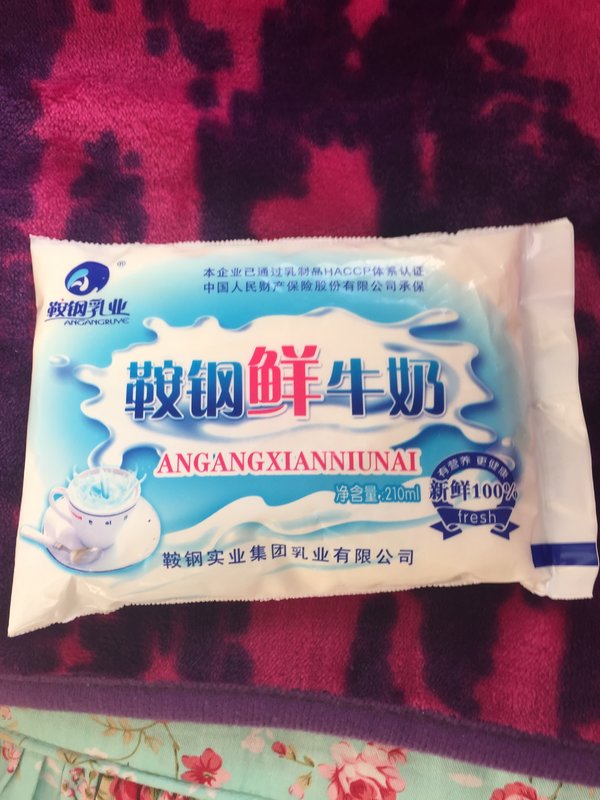 ®
鞍钢乳业
ANGANGRUYE
本企业已通过乳制品HACCP体系认证
中国人民财产保险股份有限公司承保
鞍钢鲜牛奶
ANGANGXIANNIUNAI
净含量:210ml
有营养 更健康
新鲜100%
fresh
鞍钢实业集团乳业有限公司